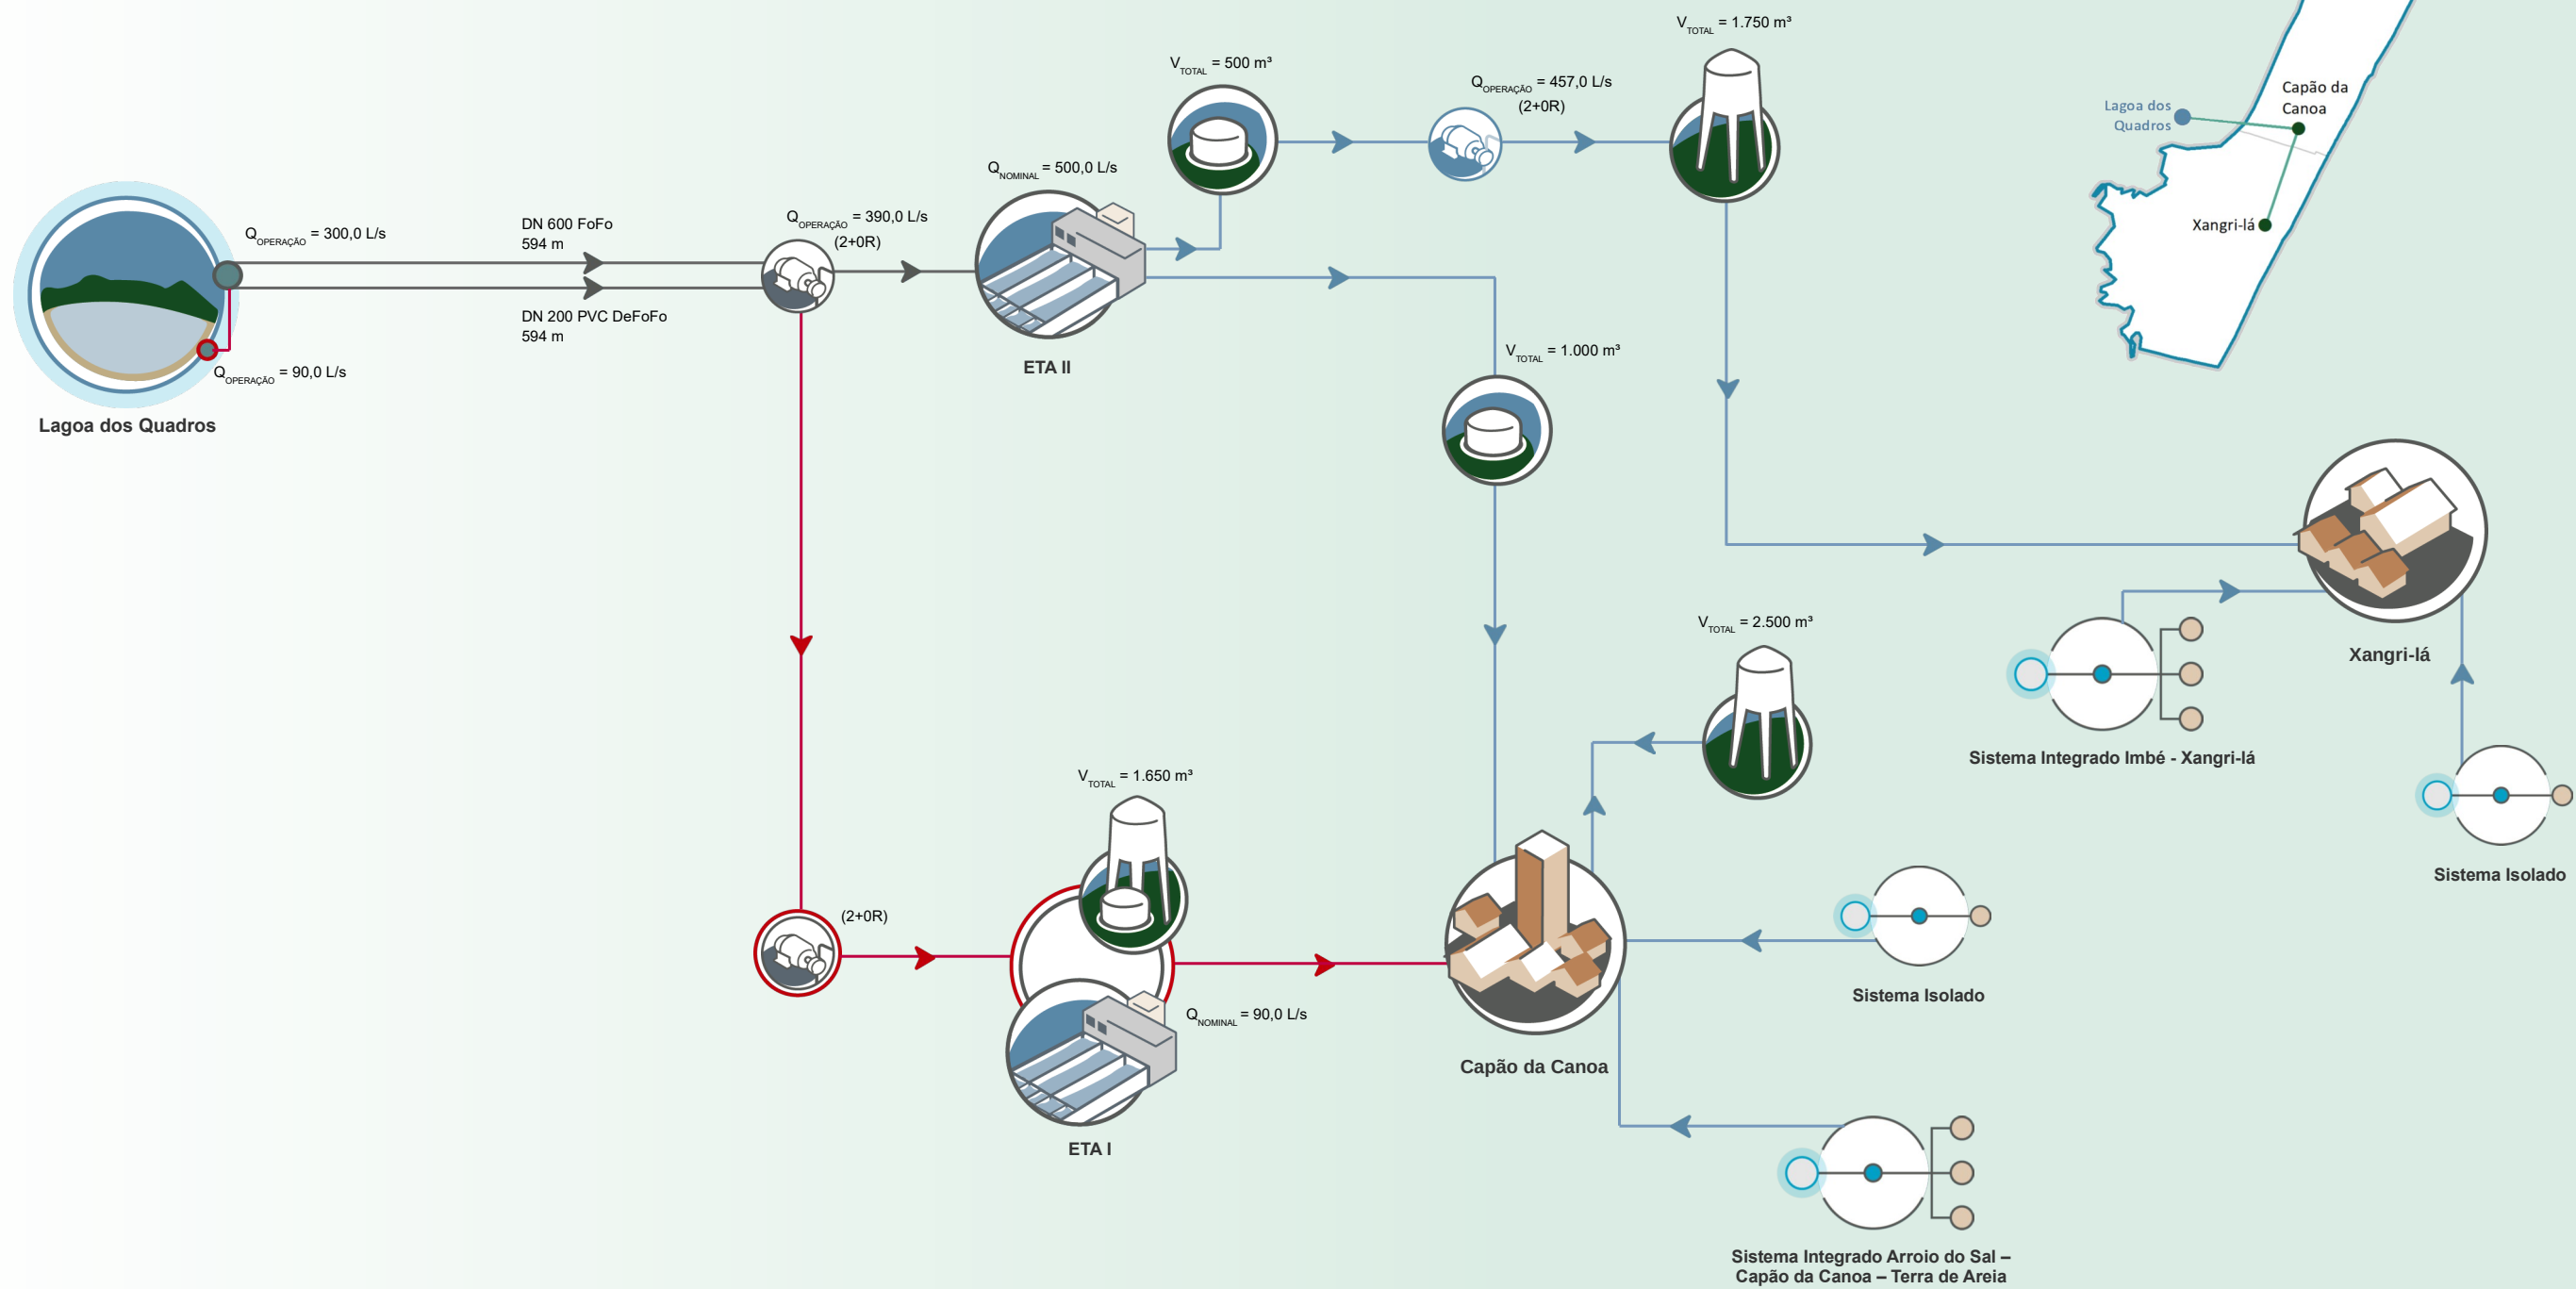 V TOTAL = 1.750 m³
V TOTAL = 500 m³
Q OPERAÇÃO = 457,0 L/s
(2+0R)
Capão da
Canoa
Lagoa dos
Quadros
Xangri-lá
Q NOMINAL = 500,0 L/s
Q OPERAÇÃO = 390,0 L/s
(2+0R)
DN 600 FoFo
594 m
Q OPERAÇÃO = 300,0 L/s
DN 200 PVC DeFoFo
594 m
Q OPERAÇÃO = 90,0 L/s
Lagoa dos Quadros
ETA II
V TOTAL = 1.000 m³
V TOTAL = 2.500 m³
Xangri-lá
Sistema Integrado Imbé - Xangri-lá
V TOTAL = 1.650 m³
Sistema Isolado
(2+0R)
Sistema Isolado
Q NOMINAL = 90,0 L/s
Capão da Canoa
ETA I
Sistema Integrado Arroio do Sal –
Capão da Canoa – Terra de Areia